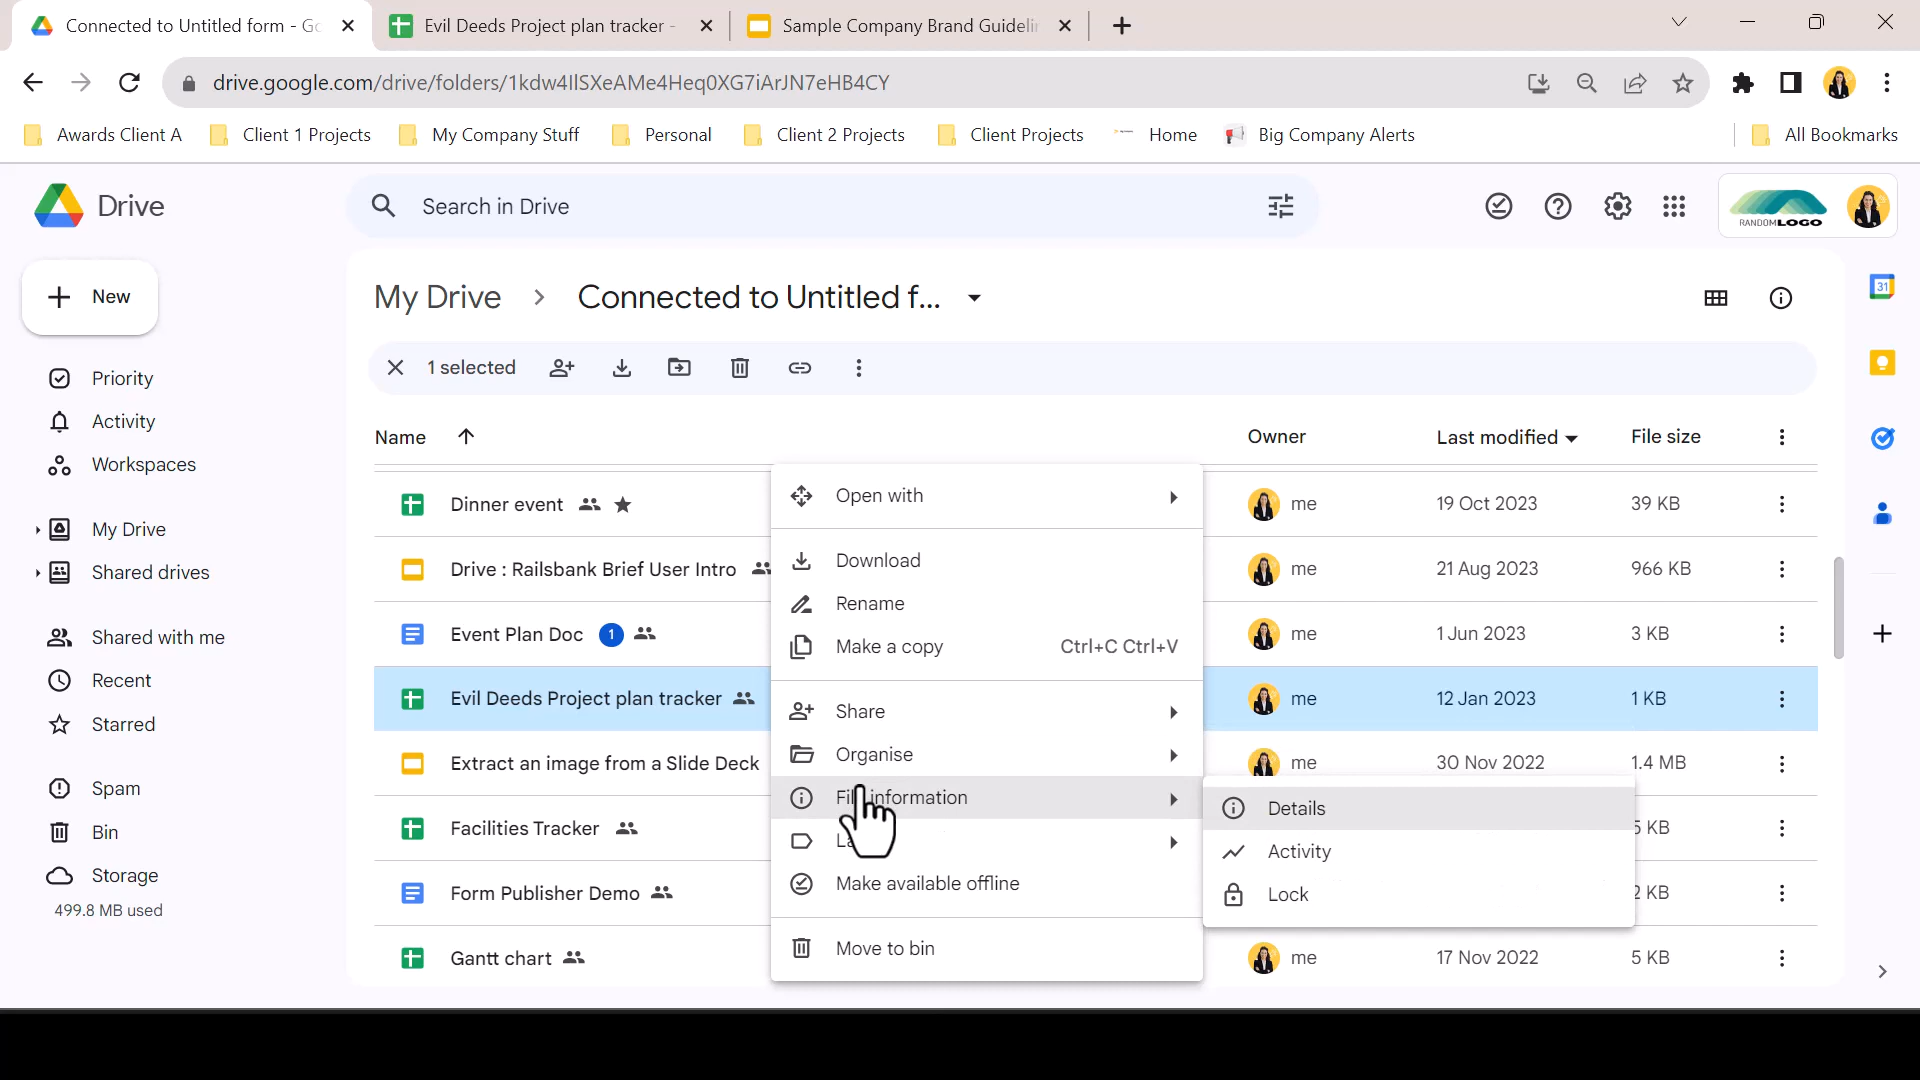 Connected to Untitled form - Go
Evil Deeds Project plan tracker -
Sample Company Brand Guidelin
drive.google.com/drive/folders/1kdw4IlSXeAMe4Heq0XG7iArJN7eHB4CY
Awards Client A
Client 1 Projects
My Company Stuff
Personal
Client 2 Projects
Client Projects
Home
Big Company Alerts
All Bookmarks
Drive
Search in Drive
RANDOMLOGO
New
My Drive
Connected to Untitled f...
31
1 selected
Priority
Activity
Workspaces
My Drive
Shared drives
Shared with me
Recent
Starred
Spam
Bin
Storage
499.8 MB used
Name
Owner
Last modified
File size
Dinner event
me
19 Oct 2023
39 KB
Drive : Railsbank Brief User Intro
me
21 Aug 2023
966 KB
Event Plan Doc
1
me
1 Jun 2023
3 KB
Evil Deeds Project plan tracker
me
12 Jan 2023
1 KB
Extract an image from a Slide Deck
me
30 Nov 2022
1.4 MB
Facilities Tracker
5 KB
Form Publisher Demo
2 KB
Gantt chart
me
17 Nov 2022
5 KB
Open with
Download
Rename
Make a copy
Ctrl+C Ctrl+V
Share
Organise
information
Make available offline
Move to bin
Details
Activity
Lock